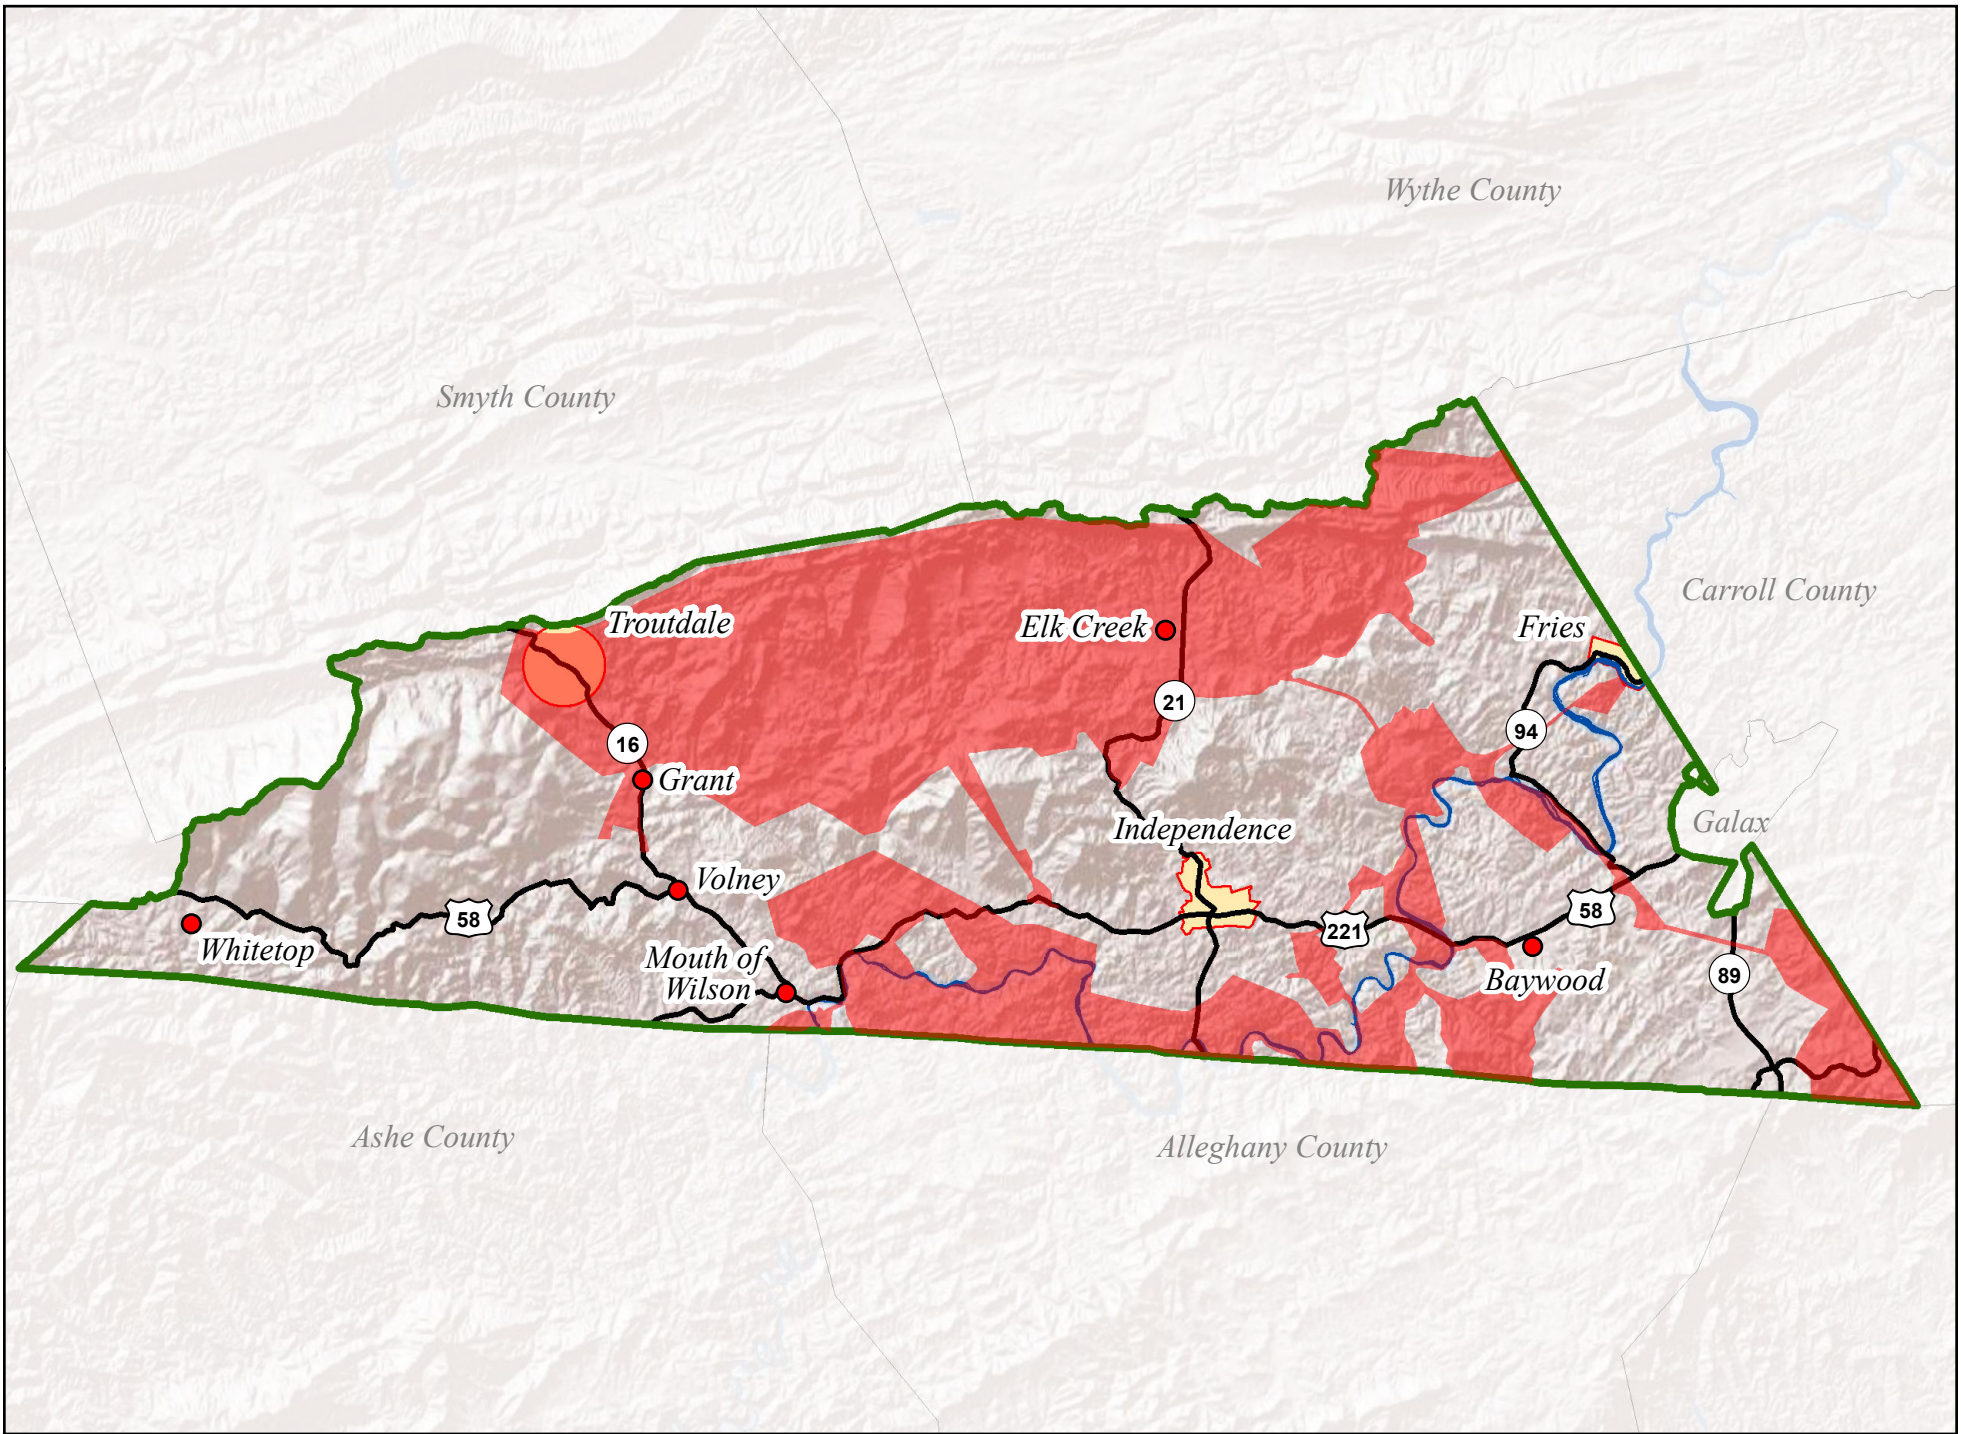 Wythe County
Smyth County
Carroll County
Troutdale
Elk Creek
Fries
21
94
16
Grant
Galax
Independence
Volney
58
58
221
Whitetop
Mouth of
Wilson
Baywood
89
Ashe County
Alleghany County